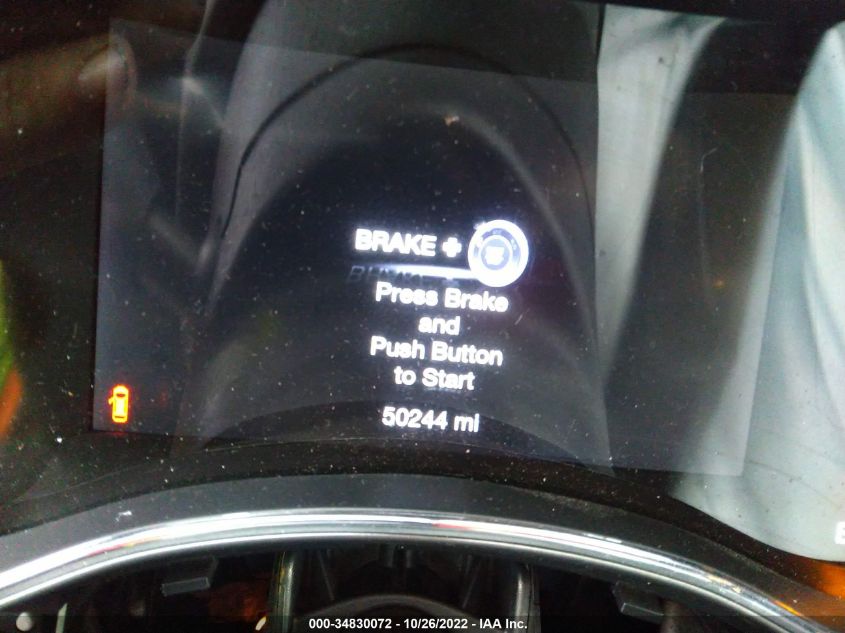 BRAKE +
Press Brake
and
Push Button
to Start
50244 mi
000-34830072 - 10/26/2022 - IAA Inc.